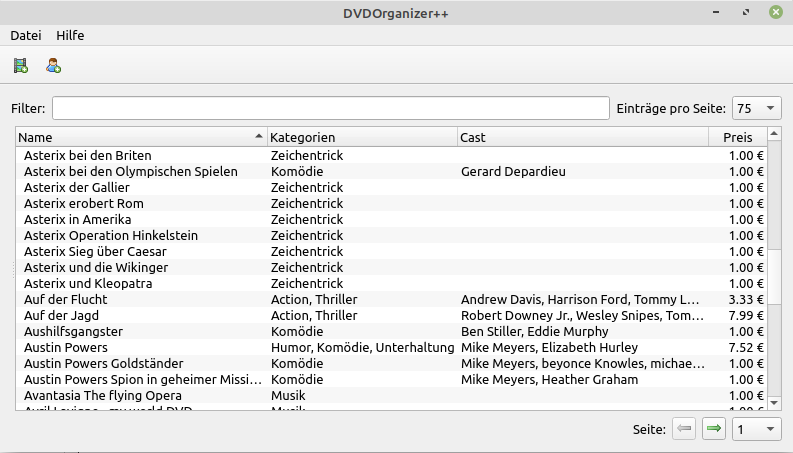 DVDOrganizer++
Datei Hilfe
Filter: Einträge pro Seite: 75
Name Kategorien Cast Preis
Asterix bei den Briten Zeichentrick 1.00 €
Asterix bei den Olympischen Spielen Komödie Gerard Depardieu 1.00 €
Asterix der Gallier Zeichentrick 1.00 €
Asterix erobert Rom Zeichentrick 1.00 €
Asterix in Amerika Zeichentrick 1.00 €
Asterix Operation Hinkelstein Zeichentrick 1.00 €
Asterix Sieg über Caesar Zeichentrick 1.00 €
Asterix und die Wikinger Zeichentrick 1.00 €
Asterix und Kleopatra Zeichentrick 1.00 €
Auf der Flucht Action, Thriller Andrew Davis, Harrison Ford, Tommy L... 3.33 €
Auf der Jagd Action, Thriller Robert Downey Jr., Wesley Snipes, Tom... 7.99 €
Aushilfsgangster Komödie Ben Stiller, Eddie Murphy 1.00 €
Austin Powers Humor, Komödie, Unterhaltung Mike Meyers, Elizabeth Hurley 7.52 €
Austin Powers Goldständer Komödie Mike Meyers, beyonce Knowles, michae... 1.00 €
Austin Powers Spion in geheimer Missi... Komödie Mike Meyers, Heather Graham 1.00 €
Avantasia The flying Opera Musik 1.00 €
Avril Lavigne - my world DVD Musik 1.00 €
Seite: 1